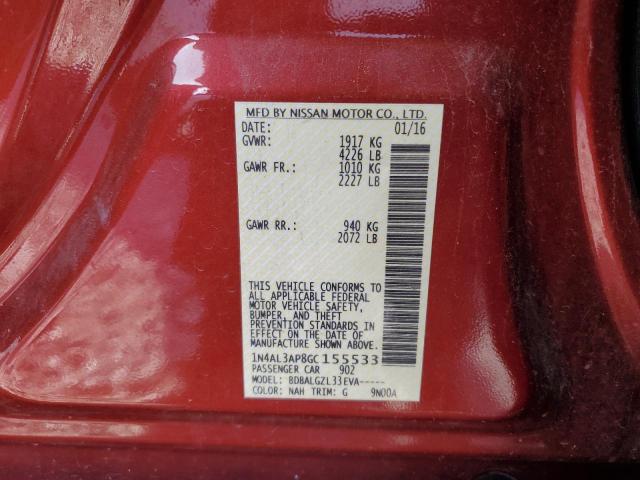 MFD BY NISSAN MOTOR CO., LTD.
DATE: 01/16
GVWR: 1917 KG
4226 LB
GAWR FR.: 1010 KG
2227 LB
GAWR RR.: 940 KG
2072 LB
THIS VEHICLE CONFORMS TO
ALL APPLICABLE FEDERAL
MOTOR VEHICLE SAFETY,
BUMPER, AND THEFT
PREVENTION STANDARDS IN
EFFECT ON THE DATE OF
MANUFACTURE SHOWN ABOVE.
1N4AL3AP8GC155533
PASSENGER CAR 902
MODEL: BDBALGZL33EVA-----
COLOR: NAH TRIM: G 9N00A